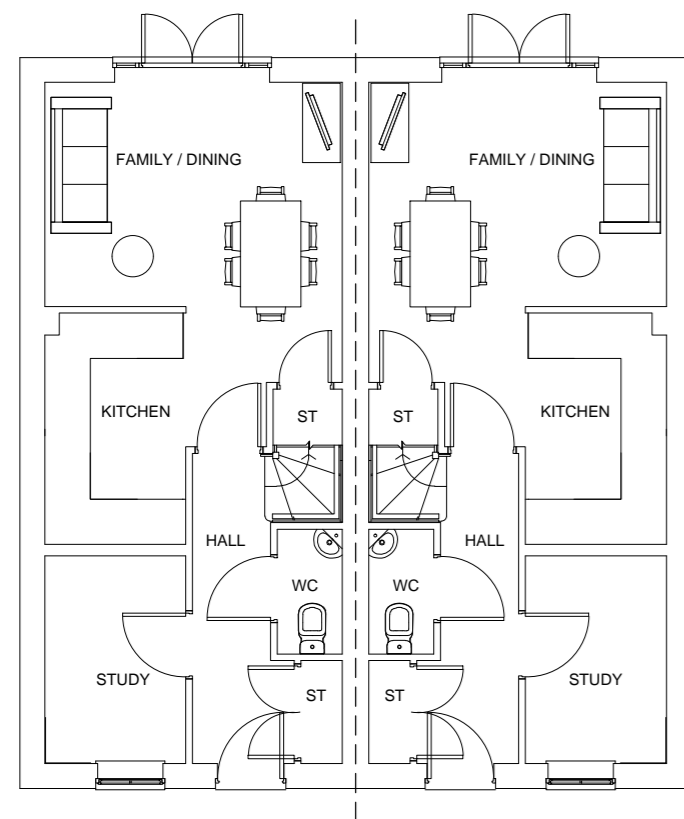 FAMILY / DINING
FAMILY / DINING
KITCHEN
ST
ST
KITCHEN
HALL
HALL
WC
WC
STUDY
ST
ST
STUDY